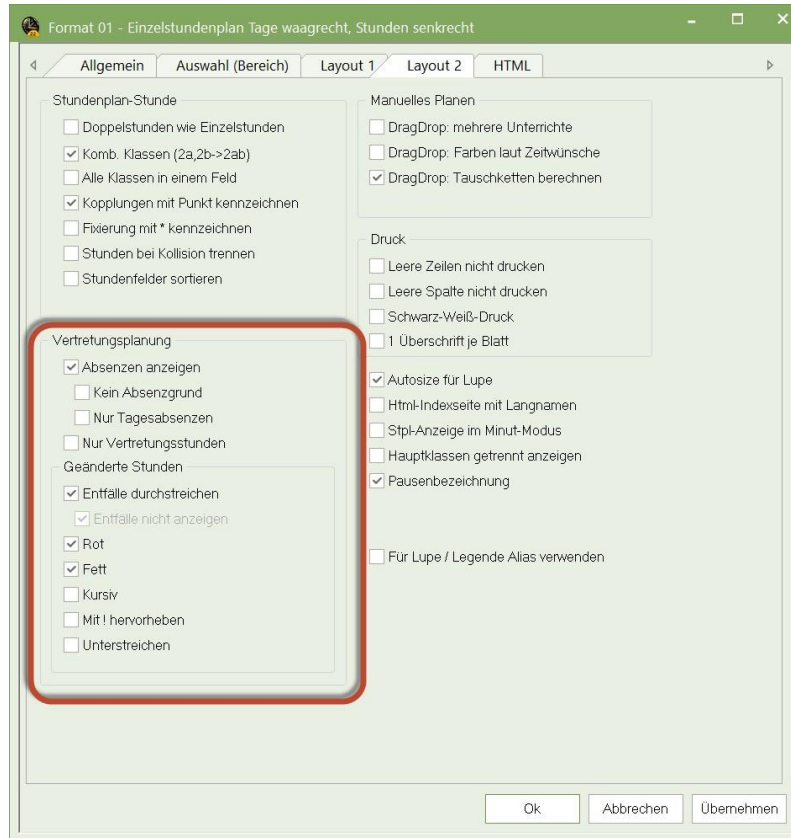 Format 01 - Einzelstundenplan Tage waagrecht, Stunden senkrecht
Allgemein
Auswahl (Bereich)
Layout 1
Layout 2
HTML
Stundenplan-Stunde
Doppelstunden wie Einzelstunden
Komb. Klassen (2a,2b->2ab)
Alle Klassen in einem Feld
Kopplungen mit Punkt kennzeichnen
Fixierung mit * kennzeichnen
Stunden bei Kollision trennen
Stundenfelder sortieren
Vertretungsplanung
Absenzen anzeigen
Kein Absenzgrund
Nur Tagesabsenzen
Nur Vertretungsstunden
Geänderte Stunden
Entfälle durchstreichen
Entfälle nicht anzeigen
Rot
Fett
Kursiv
Mit ! hervorheben
Unterstreichen
Manuelles Planen
DragDrop: mehrere Unterrichte
DragDrop: Farben laut Zeitwünsche
DragDrop: Tauschketten berechnen
Druck
Leere Zeilen nicht drucken
Leere Spalte nicht drucken
Schwarz-Weiß-Druck
1 Überschrift je Blatt
Autosize für Lupe
Html-Indexseite mit Langnamen
Stpl-Anzeige im Minut-Modus
Hauptklassen getrennt anzeigen
Pausenbezeichnung
Für Lupe / Legende Alias verwenden
Ok
Abbrechen
Übernehmen